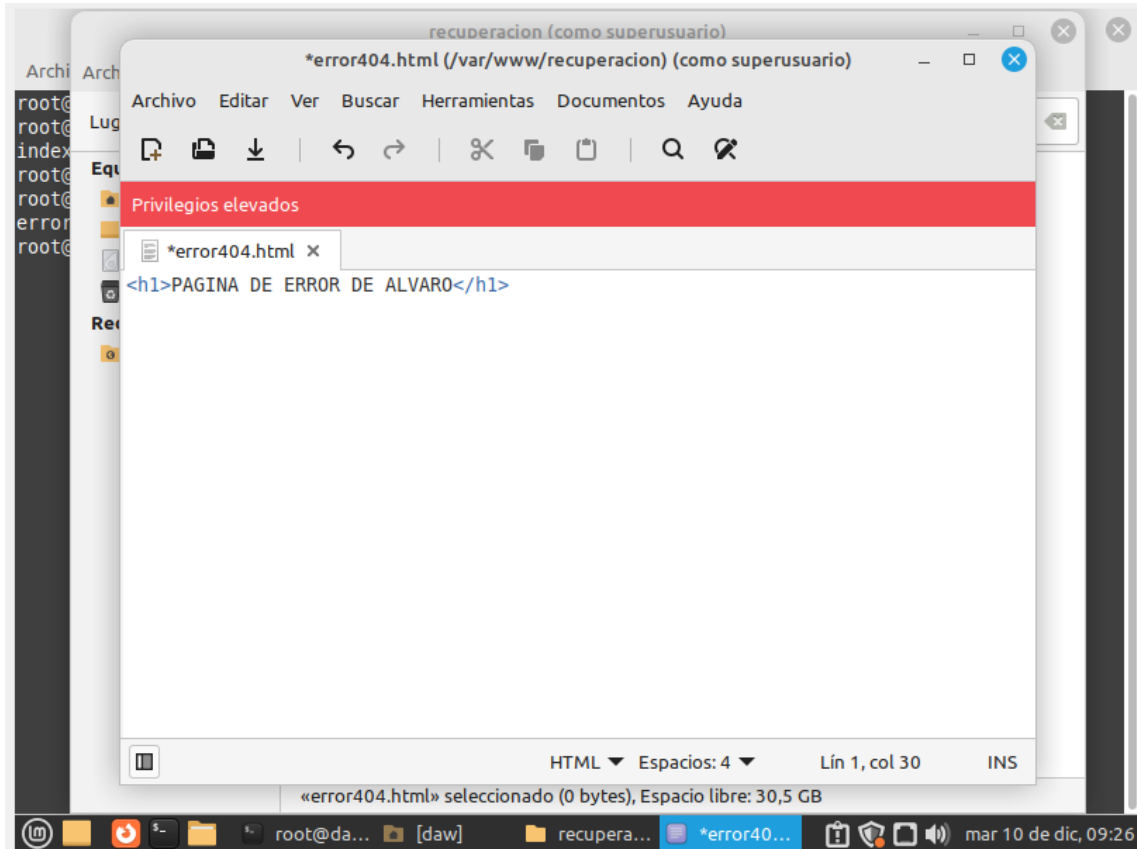 recuperacion (como superusuario)
*error404.html (/var/www/recuperacion) (como superusuario)
Archi Arch
Archivo Editar Ver Buscar Herramientas Documentos Ayuda
root@
root@
Lug
index
root@
Equ
root@
Privilegios elevados
error
root@
*error404.html
<h1>PAGINA DE ERROR DE ALVARO</h1>
Rec
HTML Espacios: 4 Lín 1, col 30 INS
«error404.html» seleccionado (0 bytes), Espacio libre: 30,5 GB
root@da... [daw] recupera... *error40... mar 10 de dic, 09:26